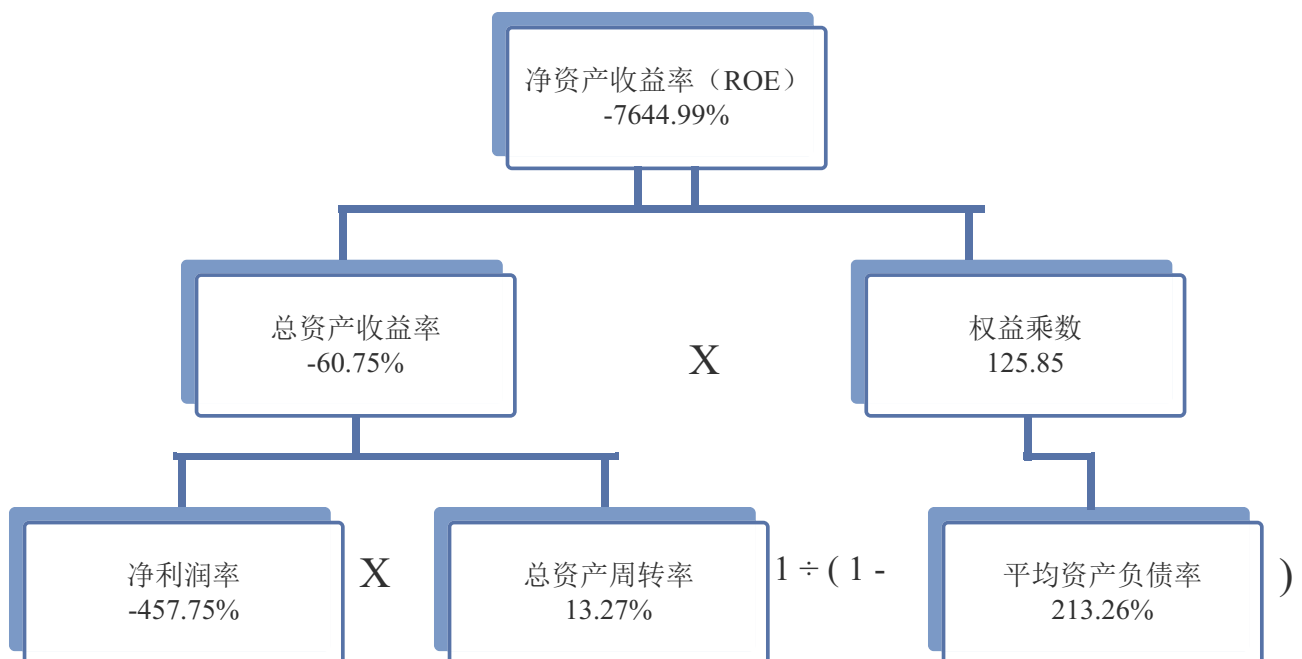 净资产收益率（ROE）
-7644.99%
总资产收益率
-60.75%
X
权益乘数
125.85
净利润率
-457.75%
X
总资产周转率
13.27%
1 ÷ ( 1 -
平均资产负债率
213.26%
)